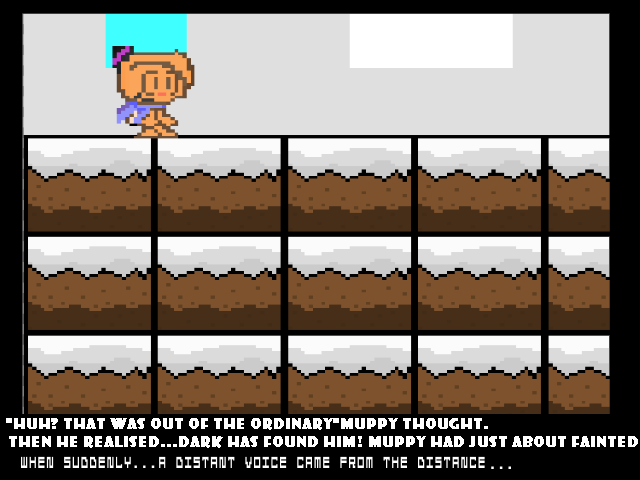 "HUH? THAT WAS OUT OF THE ORDINARY"MUPPY THOUGHT.
THEN HE REALISED...DARK HAS FOUND HIM! MUPPY HAD JUST ABOUT FAINTED
WHEN SUDDENLY...A DISTANT VOICE CAME FROM THE DISTANCE...